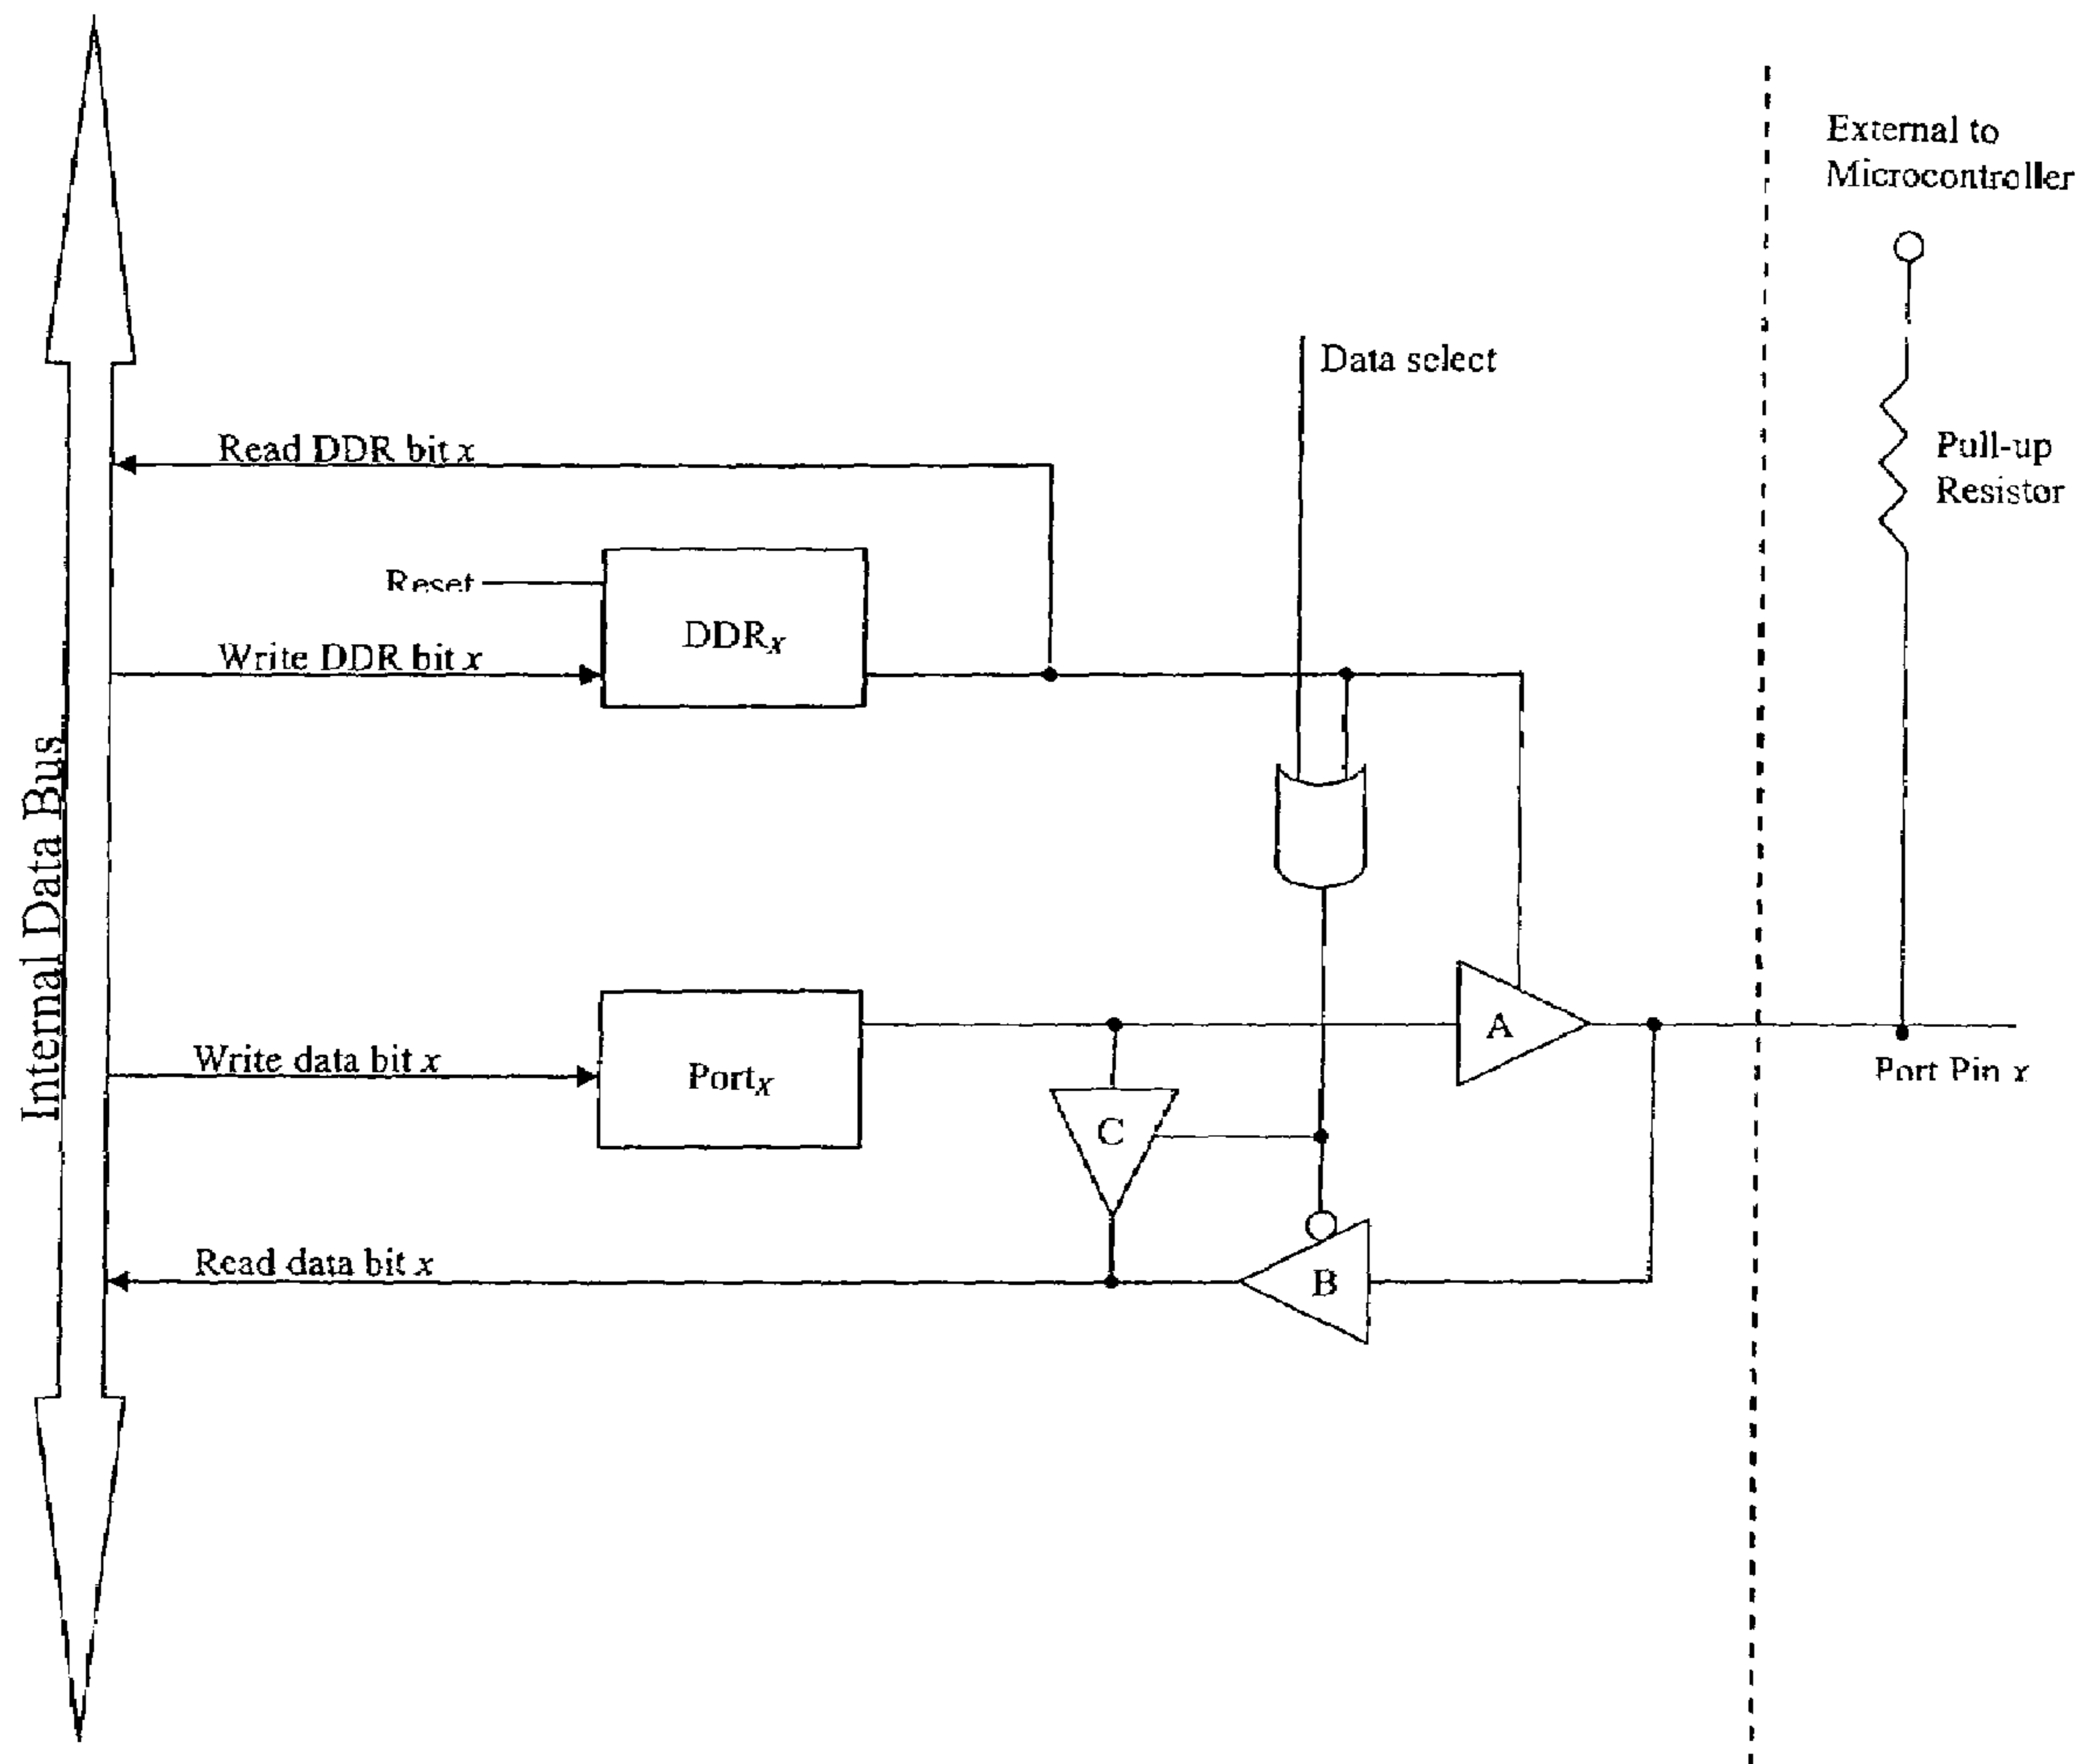 External to
Microcontroller
Data select
Read DDR bit x
Pull-up
Resistor
Reset
DDRx
Write DDR bit x
Internal Data Bus
A
Write data bit x
Portx
Port Pin x
C
Read data bit x
B